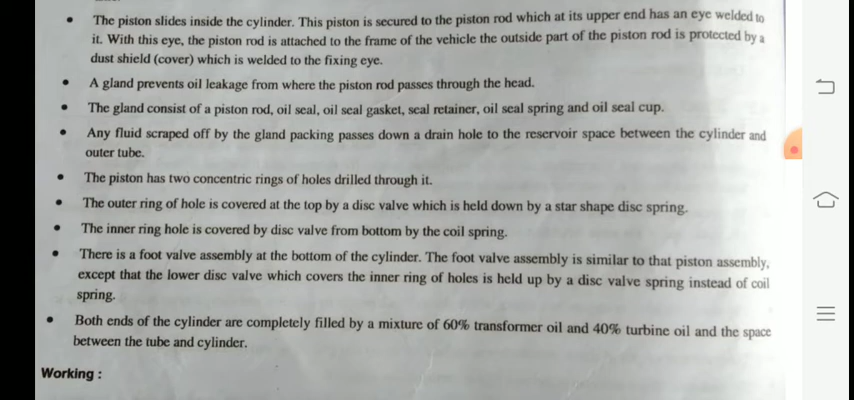 • The piston slides inside the cylinder. This piston is secured to the piston rod which at its upper end has an eye welded to
it. With this eye, the piston rod is attached to the frame of the vehicle the outside part of the piston rod is protected by a
dust shield (cover) which is welded to the fixing eye.
• A gland prevents oil leakage from where the piston rod passes through the head.
• The gland consist of a piston rod, oil seal, oil seal gasket, seal retainer, oil seal spring and oil seal cup.
• Any fluid scraped off by the gland packing passes down a drain hole to the reservoir space between the cylinder and
outer tube.
• The piston has two concentric rings of holes drilled through it.
• The outer ring of hole is covered at the top by a disc valve which is held down by a star shape disc spring.
• The inner ring hole is covered by disc valve from bottom by the coil spring.
• There is a foot valve assembly at the bottom of the cylinder. The foot valve assembly is similar to that piston assembly,
except that the lower disc valve which covers the inner ring of holes is held up by a disc valve spring instead of coil
spring.
• Both ends of the cylinder are completely filled by a mixture of 60% transformer oil and 40% turbine oil and the space
between the tube and cylinder.
Working :